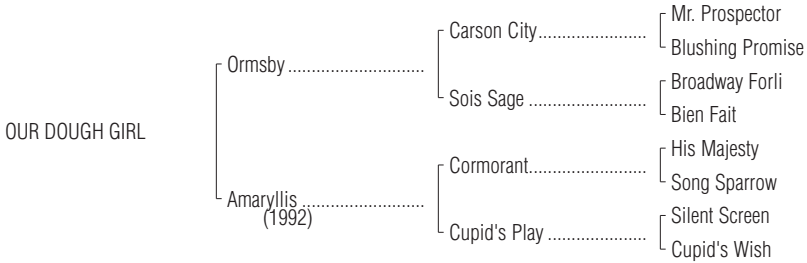 Mr. Prospector
Carson City........................
Blushing Promise
Ormsby ............................
Broadway Forli
Sois Sage ..........................
Bien Fait
OUR DOUGH GIRL
His Majesty
Cormorant..........................
Song Sparrow
Amaryllis .........................
(1992)
Silent Screen
Cupid's Play ......................
Cupid's Wish